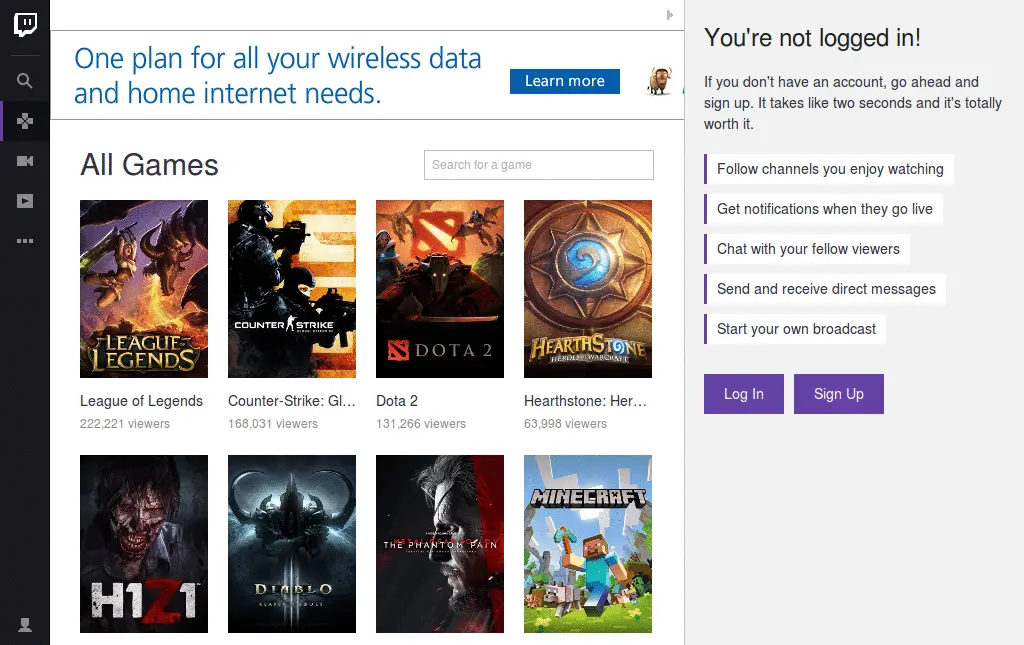 One plan for all your wireless data
and home internet needs.
Learn more
All Games
Search for a game
LEAGUE OF
LEGENDS
COUNTER STRIKE
GLOBAL OFFENSIVE
DOTA 2
HEARTHSTONE
HEROES OF WARCRAFT
League of Legends
Counter-Strike: Gl...
Dota 2
Hearthstone: Her...
222,221 viewers
168,031 viewers
131,266 viewers
63,998 viewers
H1Z1
DIABLO
REAPER OF SOULS
THE PHANTOM PAIN
MINECRAFT
You're not logged in!
If you don't have an account, go ahead and
sign up. It takes like two seconds and it's totally
worth it.
Follow channels you enjoy watching
Get notifications when they go live
Chat with your fellow viewers
Send and receive direct messages
Start your own broadcast
Log In
Sign Up